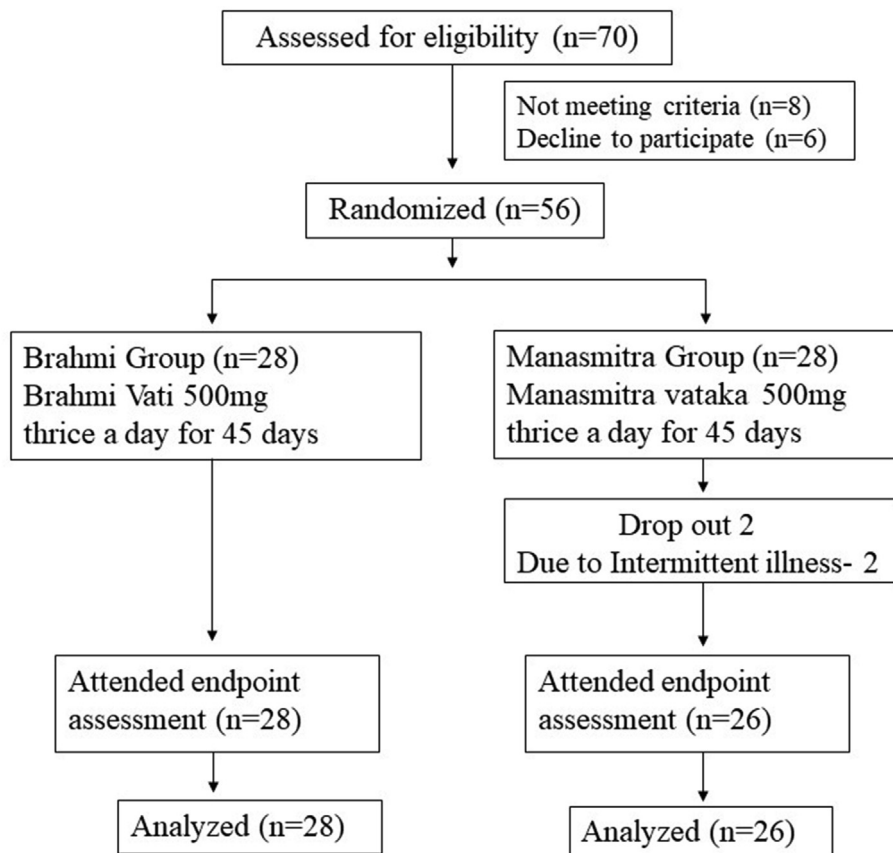 Assessed for eligibility (n=70)
Not meeting criteria (n=8)
Decline to participate (n=6)
Randomized (n=56)
Brahmi Group (n=28)
Brahmi Vati 500mg
thrice a day for 45 days
Manasmitra Group (n=28)
Manasmitra vataka 500mg
thrice a day for 45 days
Drop out 2
Due to Intermittent illness- 2
Attended endpoint
assessment (n=28)
Attended endpoint
assessment (n=26)
Analyzed (n=28)
Analyzed (n=26)